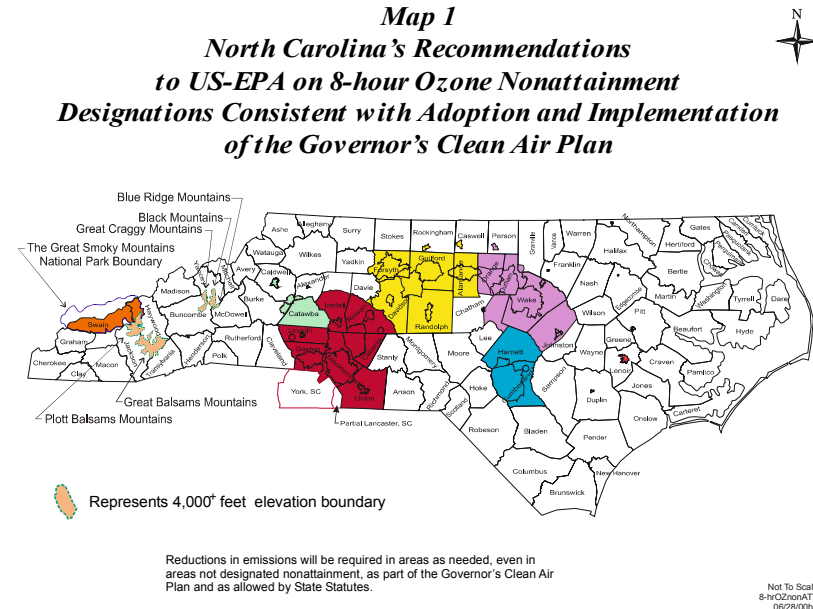 Map 1
North Carolina's Recommendations
to US-EPA on 8-hour Ozone Nonattainment
Designations Consistent with Adoption and Implementation
of the Governor's Clean Air Plan
N
Blue Ridge Mountains
Black Mountains
Great Craggy Mountains
The Great Smoky Mountains
National Park Boundary
Ashe
Alleghany
Surry
Stokes
Rockingham
Caswell
Person
Granville
Vance
Warren
Northampton
Halifax
Hertiford
Gates
Camden
Currituck
Pasquotank
Perquimans
Chowan
Watauga
Wilkes
Yadkin
Forsyth
Guilford
Alamance
Orange
Durham
Franklin
Nash
Edgecombe
Bertie
Martin
Washington
Tyrrell
Dare
Avery
Mitchell
Yancey
Madison
Caldwell
Alexander
Davie
Iredell
Burke
McDowell
Buncombe
Haywood
Swain
Catawba
Davidson
Randolph
Chatham
Wake
Johnston
Wilson
Pitt
Beaufort
Hyde
Graham
Cherokee
Clay
Macon
Jackson
Transylvania
Henderson
Polk
Rutherford
Cleveland
Gaston
Union
Stanly
Montgomery
Moore
Lee
Harnett
Wayne
Greene
Lenoir
Craven
Pamlico
Jones
Carteret
Onslow
Duplin
Sampson
Cumberland
Hoke
Scotland
Richmond
Anson
York, SC
Partial Lancaster, SC
Robeson
Bladen
Pender
New Hanover
Columbus
Brunswick
Great Balsams Mountains
Plott Balsams Mountains
Represents 4,000+ feet elevation boundary
Reductions in emissions will be required in areas as needed, even in
areas not designated nonattainment, as part of the Governor's Clean Air
Plan and as allowed by State Statutes.
Not To Scal
8-hrOZnonAT
06/28/00b